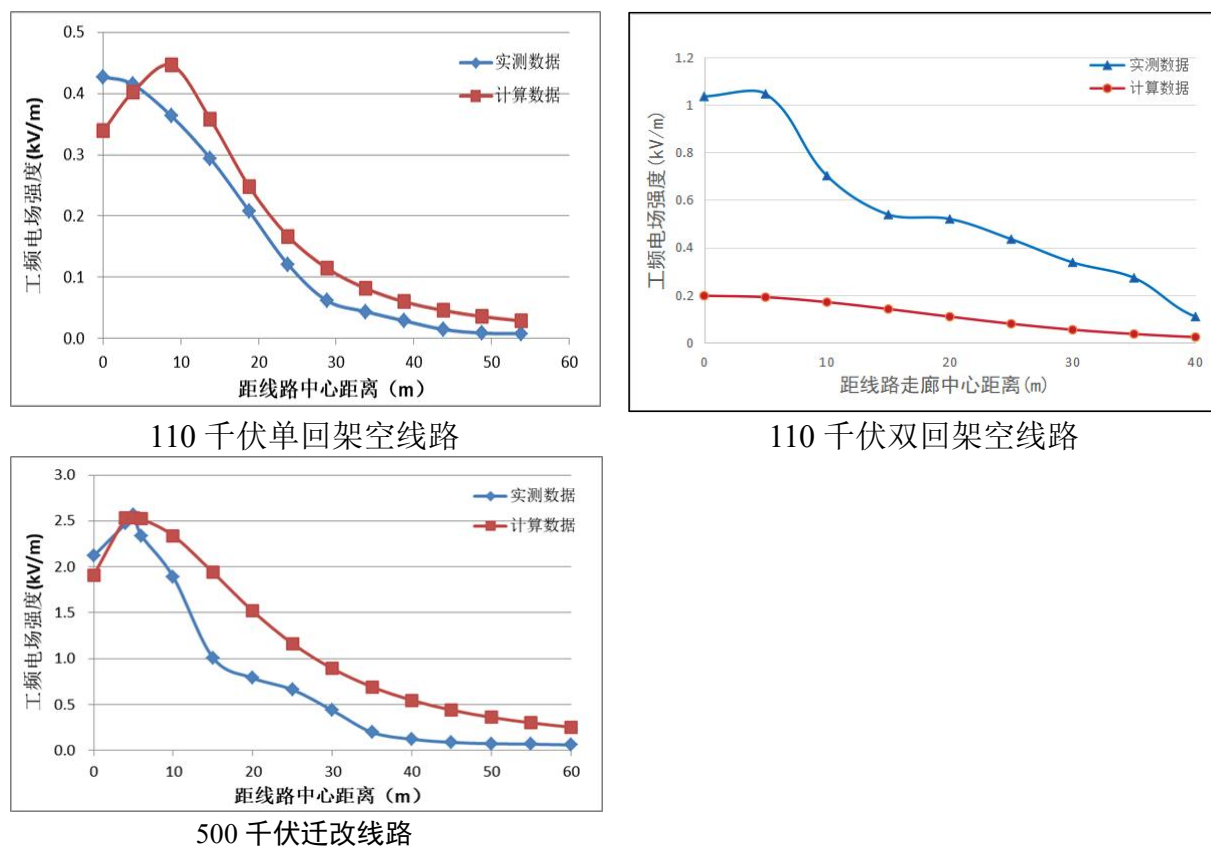 0.5
0.4
0.3
0.2
0.1
0.0
工频电场强度(kV/m)
实测数据
计算数据
0 10 20 30 40 50 60
距线路中心距离（m）
110 千伏单回架空线路
1.2
1
0.8
0.6
0.4
0.2
0
工频电场强度(kV/m)
实测数据
计算数据
0 10 20 30 40
距线路走廊中心距离(m)
110 千伏双回架空线路
3.0
2.5
2.0
1.5
1.0
0.5
0.0
工频电场强度(kV/m)
实测数据
计算数据
0 10 20 30 40 50 60
距线路中心距离（m）
500 千伏迁改线路